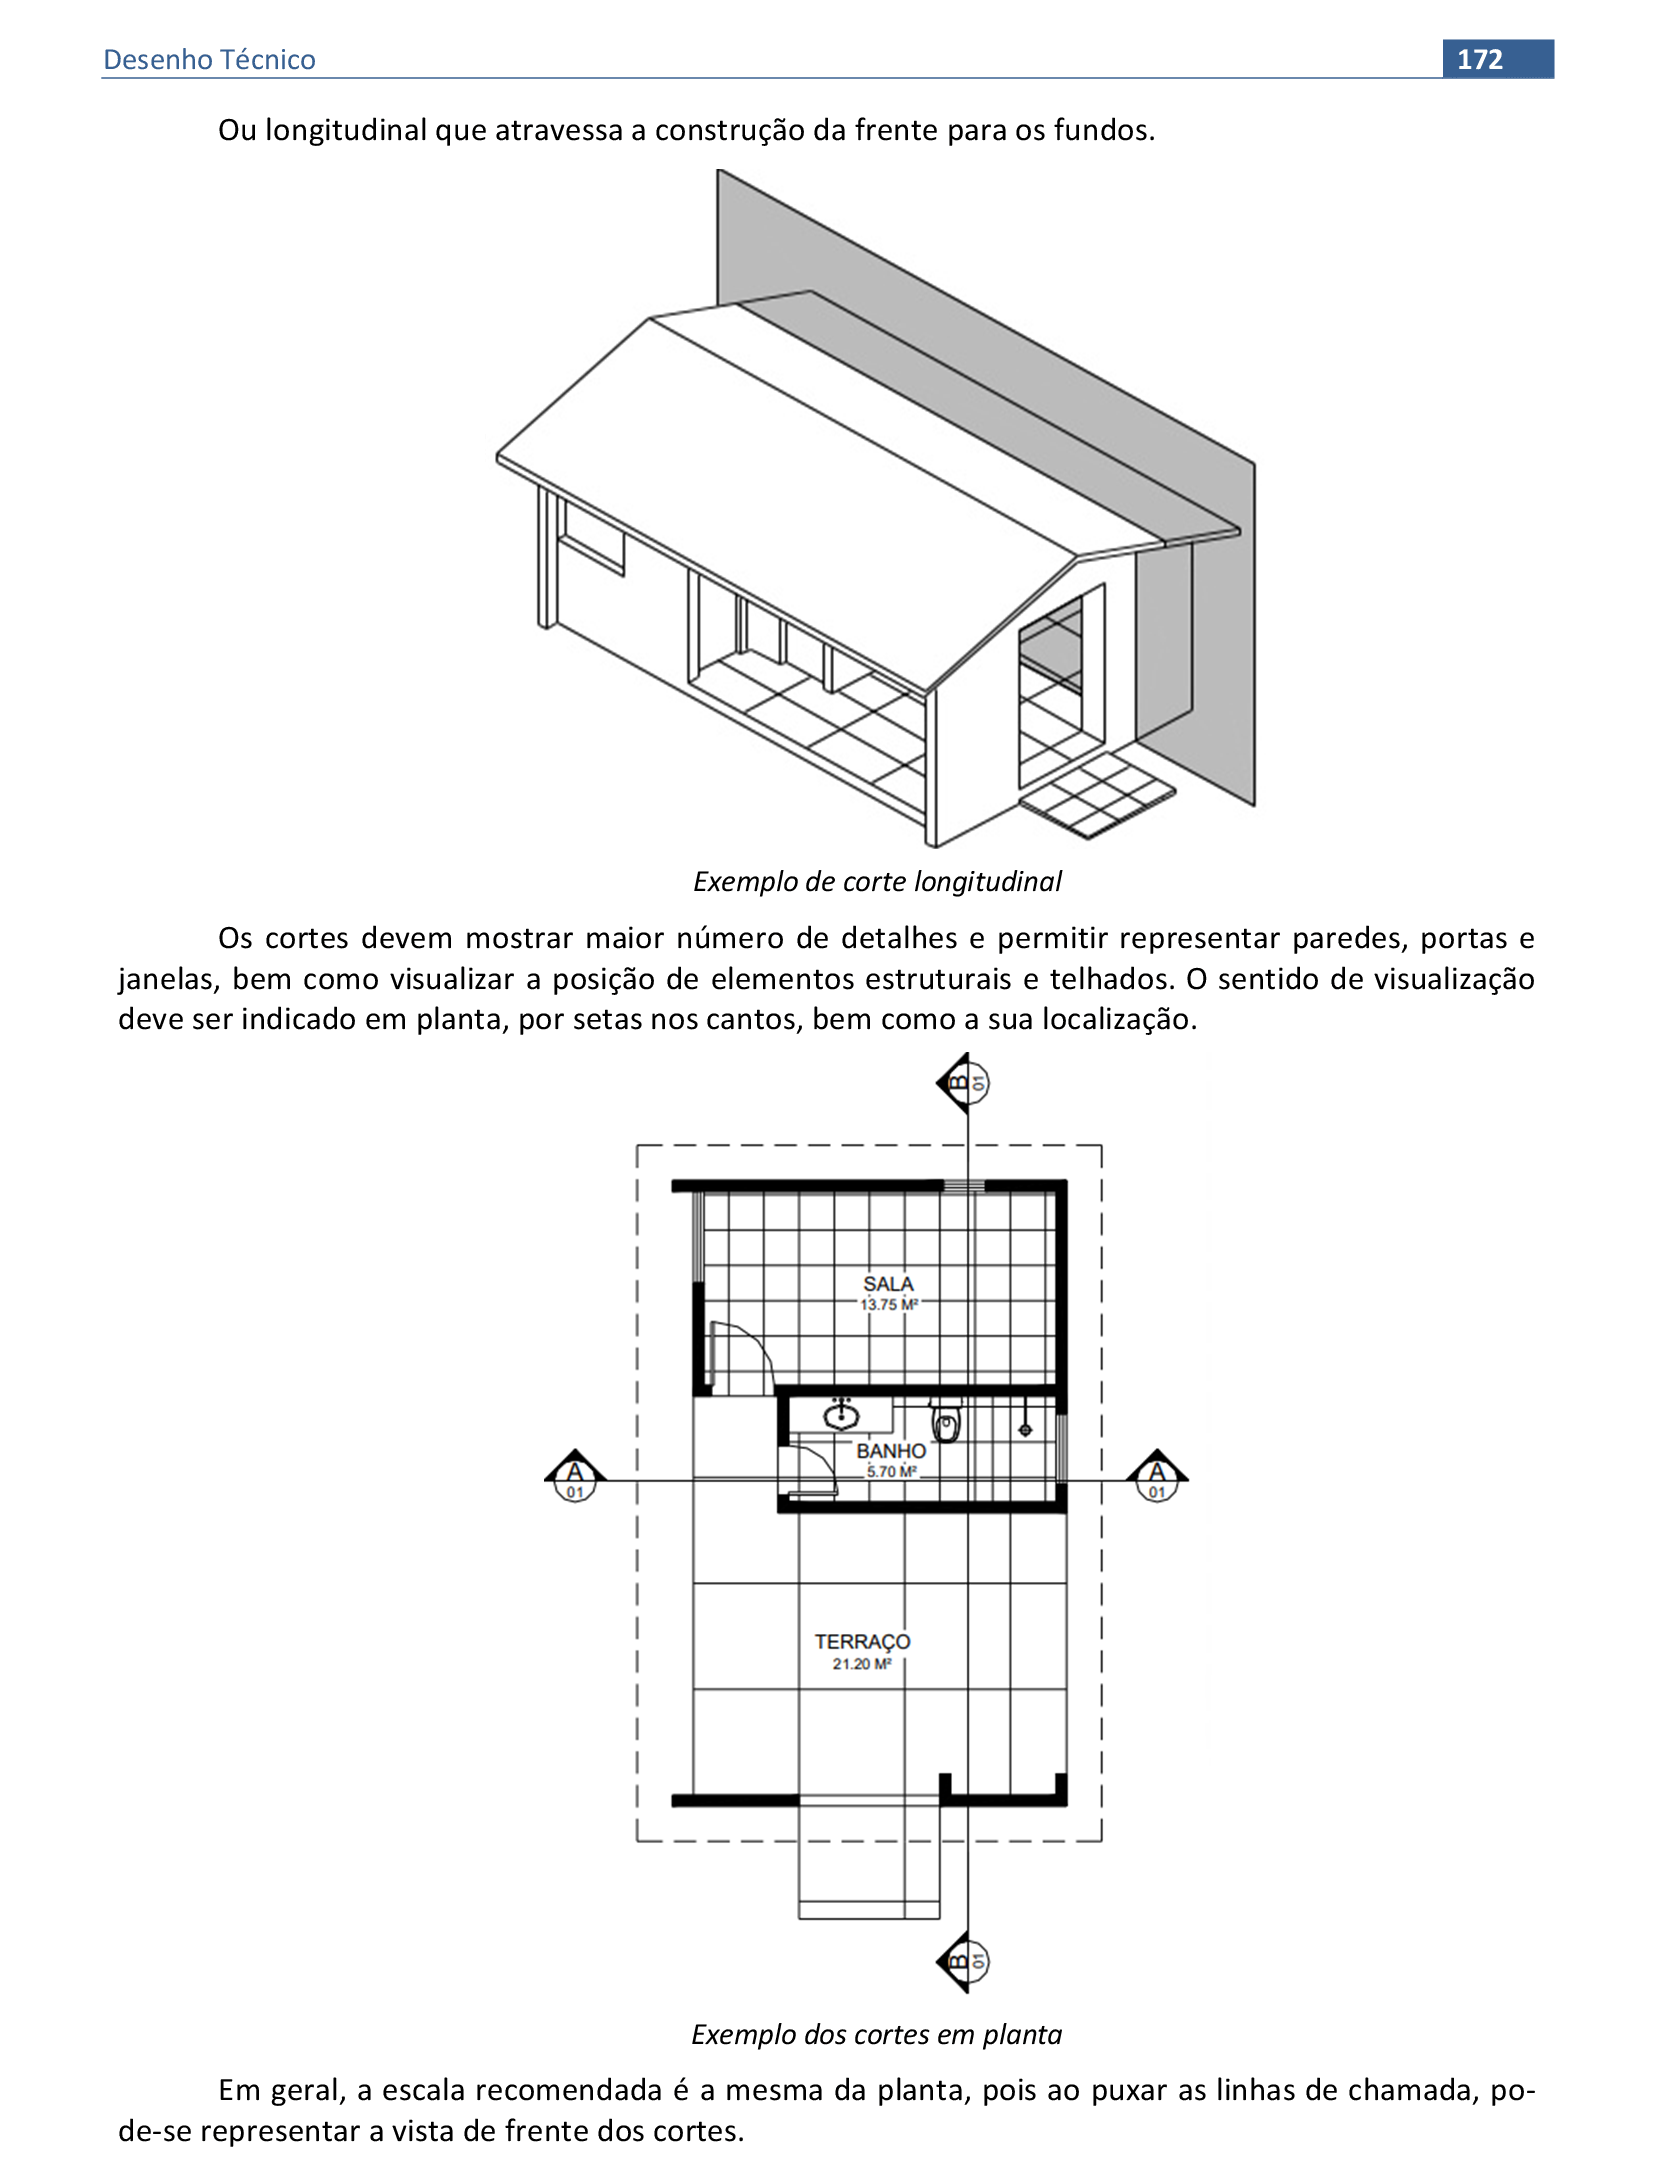 Desenho Técnico
172
Ou longitudinal que atravessa a construção da frente para os fundos.
Exemplo de corte longitudinal
Os cortes devem mostrar maior número de detalhes e permitir representar paredes, portas e
janelas, bem como visualizar a posição de elementos estruturais e telhados. O sentido de visualização
deve ser indicado em planta, por setas nos cantos, bem como a sua localização.
B
01
SALA
13.75 M²
BANHO
5.70 M²
A
01
A
01
TERRAÇO
21.20 M²
B
01
Exemplo dos cortes em planta
Em geral, a escala recomendada é a mesma da planta, pois ao puxar as linhas de chamada, po-
de-se representar a vista de frente dos cortes.